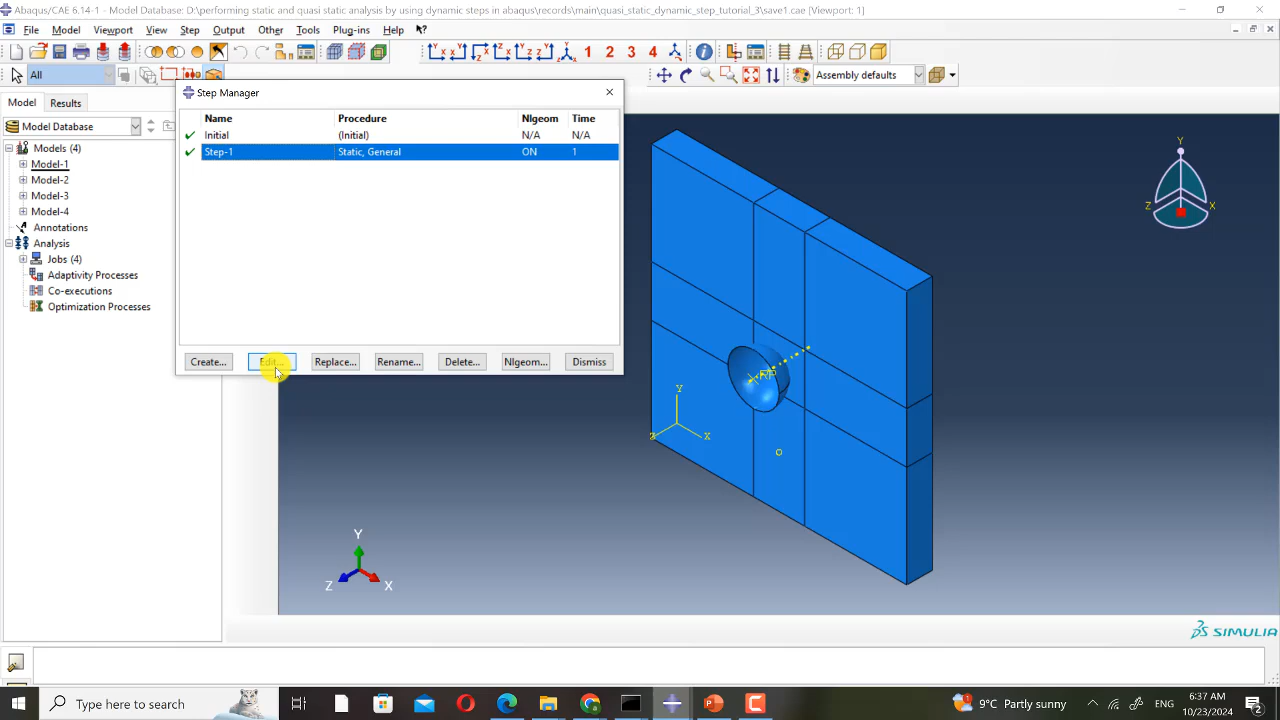 Abaqus/CAE 6.14-1 - Model Database: D:\performing static and quasi static analysis by using dynamic steps in abaqus\records\main\quasi_static_dynamic_step_tutorial_3\save1.cae (Viewport: 1)
File Model Viewport View Step Output Other Tools Plug-ins Help
1 2 3 4
All
Assembly defaults
Model Results
Model Database
Models (4)
Model-1
Model-2
Model-3
Model-4
Annotations
Analysis
Jobs (4)
Adaptivity Processes
Co-executions
Optimization Processes
Step Manager
Name Procedure Nlgeom Time
Initial (Initial) N/A N/A
Step-1 Static, General ON 1
Create... Edit... Replace... Rename... Delete... Nlgeom... Dismiss
Y
Z X
RP
Y
Z X
Y
Z X
SIMULIA
Type here to search
9°C Partly sunny
ENG
6:37 AM
10/23/2024